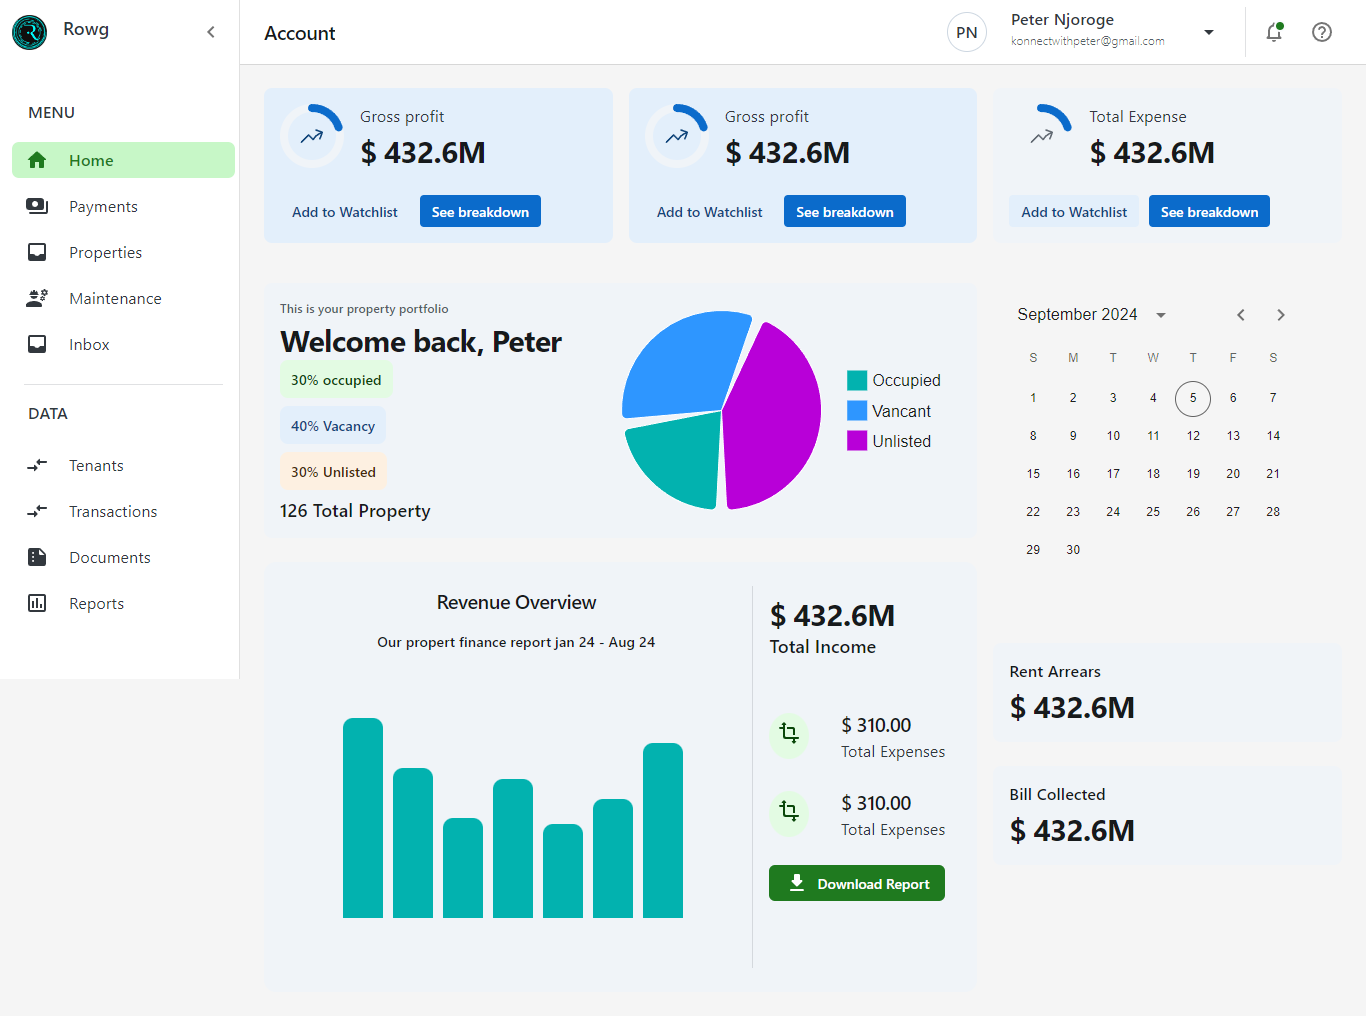 Rowg
MENU
Home
Payments
Properties
Maintenance
Inbox
DATA
Tenants
Transactions
Documents
Reports
Account
PN
Peter Njoroge
konnectwithpeter@gmail.com
Gross profit
$ 432.6M
Add to Watchlist
See breakdown
Gross profit
$ 432.6M
Add to Watchlist
See breakdown
Total Expense
$ 432.6M
Add to Watchlist
See breakdown
This is your property portfolio
Welcome back, Peter
30% occupied
40% Vacancy
30% Unlisted
126 Total Property
Occupied
Vancant
Unlisted
September 2024
S M T W T F S
1 2 3 4 5 6 7
8 9 10 11 12 13 14
15 16 17 18 19 20 21
22 23 24 25 26 27 28
29 30
Revenue Overview
Our propert finance report jan 24 - Aug 24
$ 432.6M
Total Income
$ 310.00
Total Expenses
$ 310.00
Total Expenses
Download Report
Rent Arrears
$ 432.6M
Bill Collected
$ 432.6M